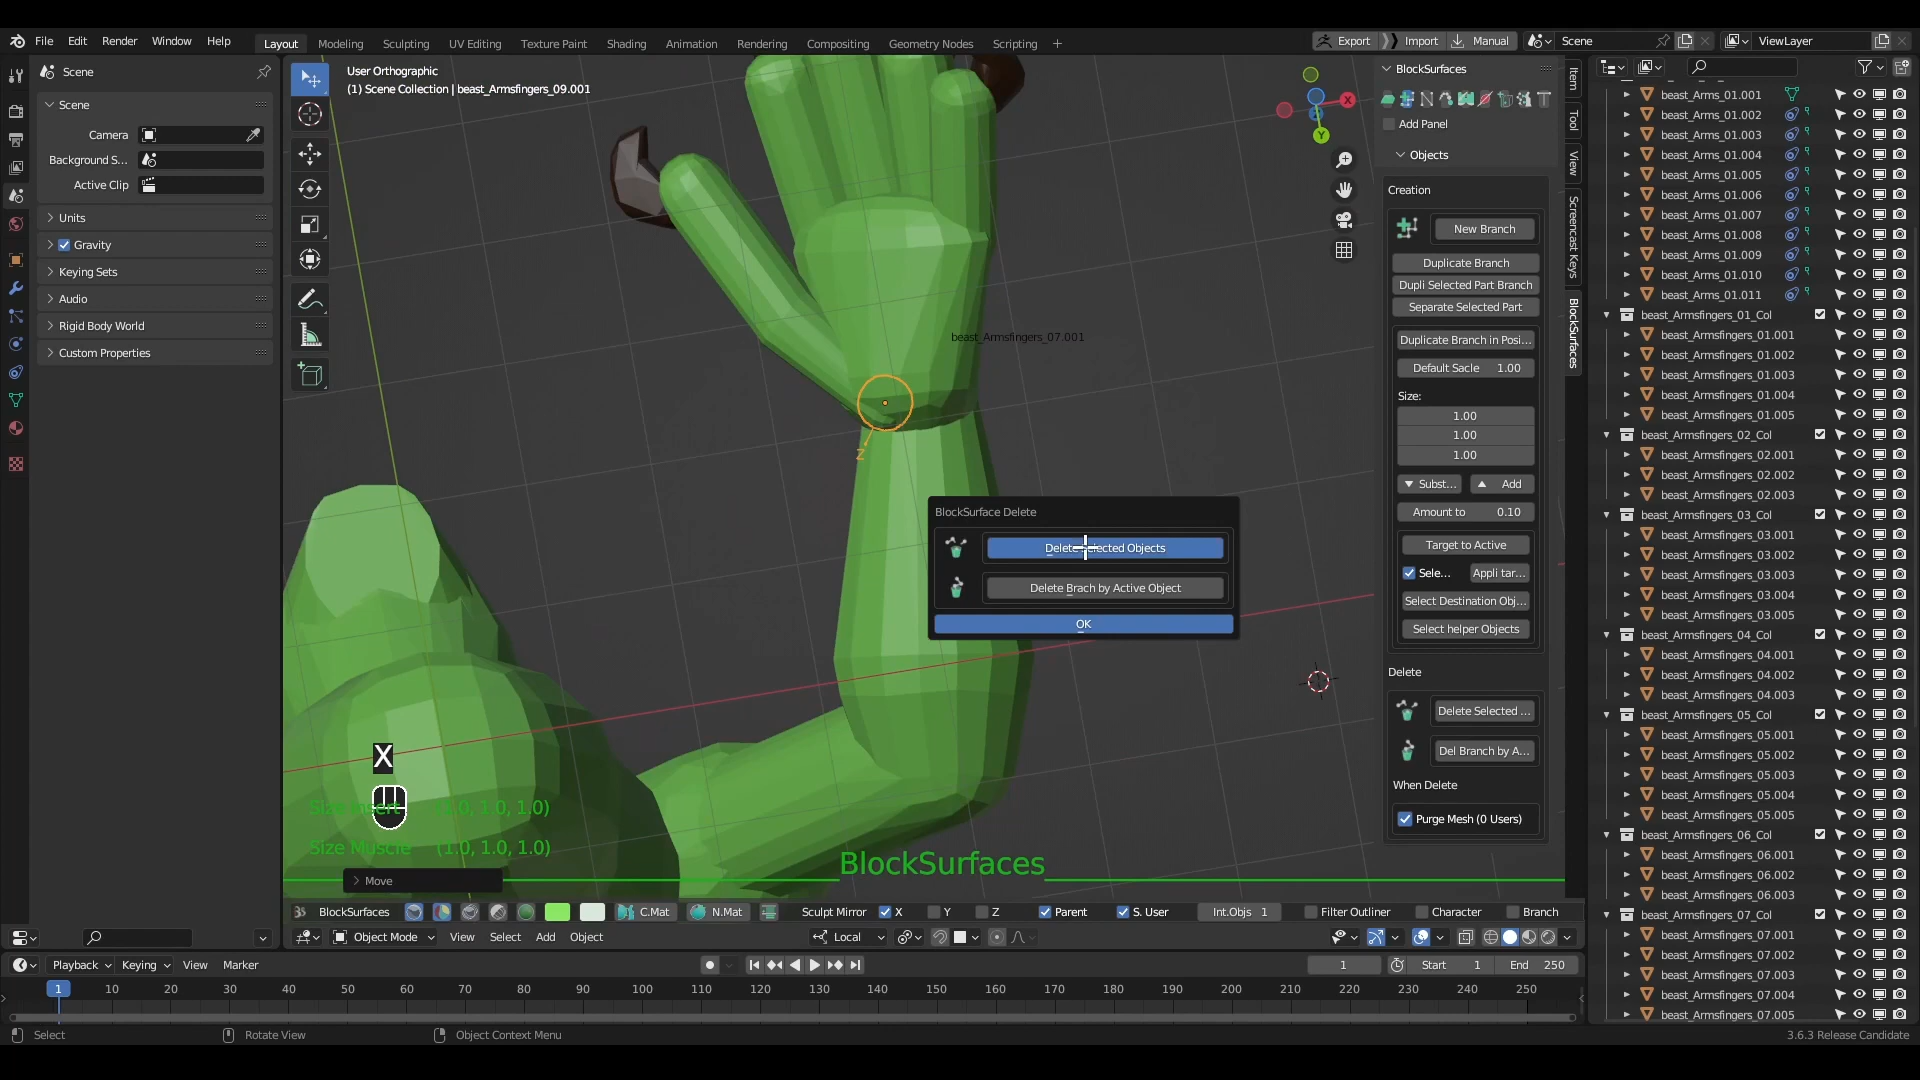 File Edit Render Window Help
Layout Modeling Sculpting UV Editing Texture Paint Shading Animation Rendering Compositing Geometry Nodes Scripting +
Export Import Manual Scene ViewLayer
Scene
Scene
Camera
Background S...
Active Clip
Units
Gravity
Keying Sets
Audio
Rigid Body World
Custom Properties
User Orthographic
(1) Scene Collection | beast_Armsfingers_09.001
X
Y
beast_Armsfingers_07.001
Z
BlockSurface Delete
Delete Selected Objects
Delete Brach by Active Object
OK
X
Size Insert (1.0, 1.0, 1.0)
Size Muscle (1.0, 1.0, 1.0)
BlockSurfaces
Move
BlockSurfaces
Add Panel
Objects
Creation
New Branch
Duplicate Branch
Dupli Selected Part Branch
Separate Selected Part
Duplicate Branch in Posi...
Default Sacle 1.00
Size:
1.00
1.00
1.00
Subst... Add
Amount to 0.10
Target to Active
Sele... Appli tar...
Select Destination Obj...
Select helper Objects
Delete
Delete Selected ...
Del Branch by A...
When Delete
Purge Mesh (0 Users)
Item
Tool
View
Screencast Keys
BlockSurfaces
beast_Arms_01.001
beast_Arms_01.002
beast_Arms_01.003
beast_Arms_01.004
beast_Arms_01.005
beast_Arms_01.006
beast_Arms_01.007
beast_Arms_01.008
beast_Arms_01.009
beast_Arms_01.010
beast_Arms_01.011
beast_Armsfingers_01_Col
beast_Armsfingers_01.001
beast_Armsfingers_01.002
beast_Armsfingers_01.003
beast_Armsfingers_01.004
beast_Armsfingers_01.005
beast_Armsfingers_02_Col
beast_Armsfingers_02.001
beast_Armsfingers_02.002
beast_Armsfingers_02.003
beast_Armsfingers_03_Col
beast_Armsfingers_03.001
beast_Armsfingers_03.002
beast_Armsfingers_03.003
beast_Armsfingers_03.004
beast_Armsfingers_03.005
beast_Armsfingers_04_Col
beast_Armsfingers_04.001
beast_Armsfingers_04.002
beast_Armsfingers_04.003
beast_Armsfingers_05_Col
beast_Armsfingers_05.001
beast_Armsfingers_05.002
beast_Armsfingers_05.003
beast_Armsfingers_05.004
beast_Armsfingers_05.005
beast_Armsfingers_06_Col
beast_Armsfingers_06.001
beast_Armsfingers_06.002
beast_Armsfingers_06.003
beast_Armsfingers_07_Col
beast_Armsfingers_07.001
beast_Armsfingers_07.002
beast_Armsfingers_07.003
beast_Armsfingers_07.004
beast_Armsfingers_07.005
BlockSurfaces C.Mat N.Mat Sculpt Mirror X Y Z Parent S. User Int.Objs 1 Filter Outliner Character Branch
Object Mode View Select Add Object Local
Playback Keying View Marker 1 Start 1 End 250
1 10 20 30 40 50 60 70 80 90 100 110 120 130 140 150 160 170 180 190 200 210 220 230 240 250
Select Rotate View Object Context Menu 3.6.3 Release Candidate